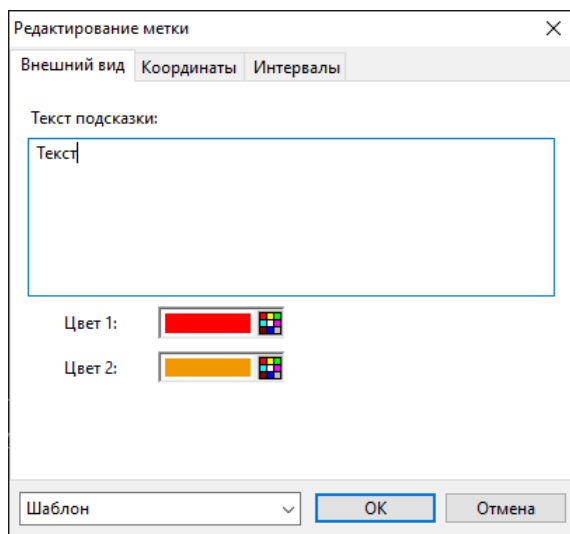 Редактирование метки
Внешний вид Координаты Интервалы
Текст подсказки:
Текст
Цвет 1:
Цвет 2:
Шаблон OK Отмена